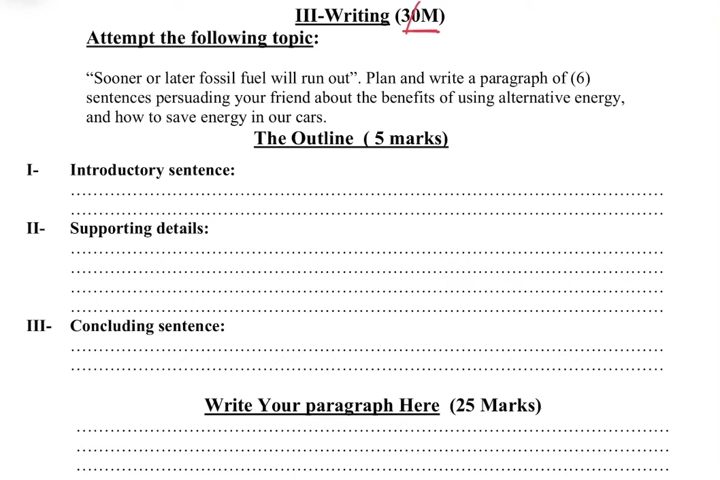 III-Writing (30M)
Attempt the following topic:
“Sooner or later fossil fuel will run out”. Plan and write a paragraph of (6)
sentences persuading your friend about the benefits of using alternative energy,
and how to save energy in our cars.
The Outline ( 5 marks)
I- Introductory sentence:
II- Supporting details:
III- Concluding sentence:
Write Your paragraph Here (25 Marks)